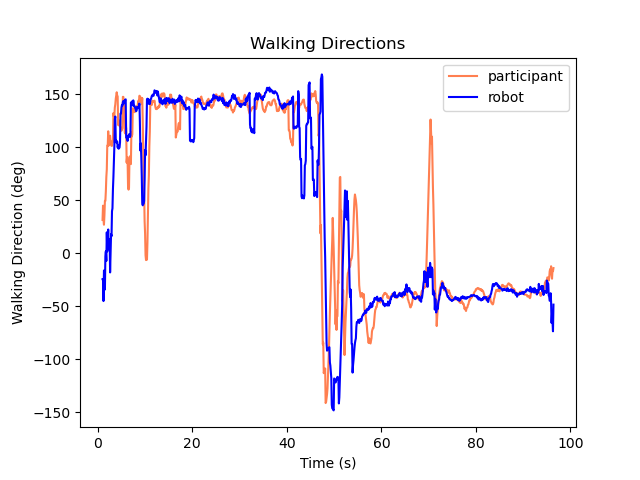 Walking Directions
participant
robot
Walking Direction (deg)
150
100
50
0
−50
−100
−150
0 20 40 60 80 100
Time (s)